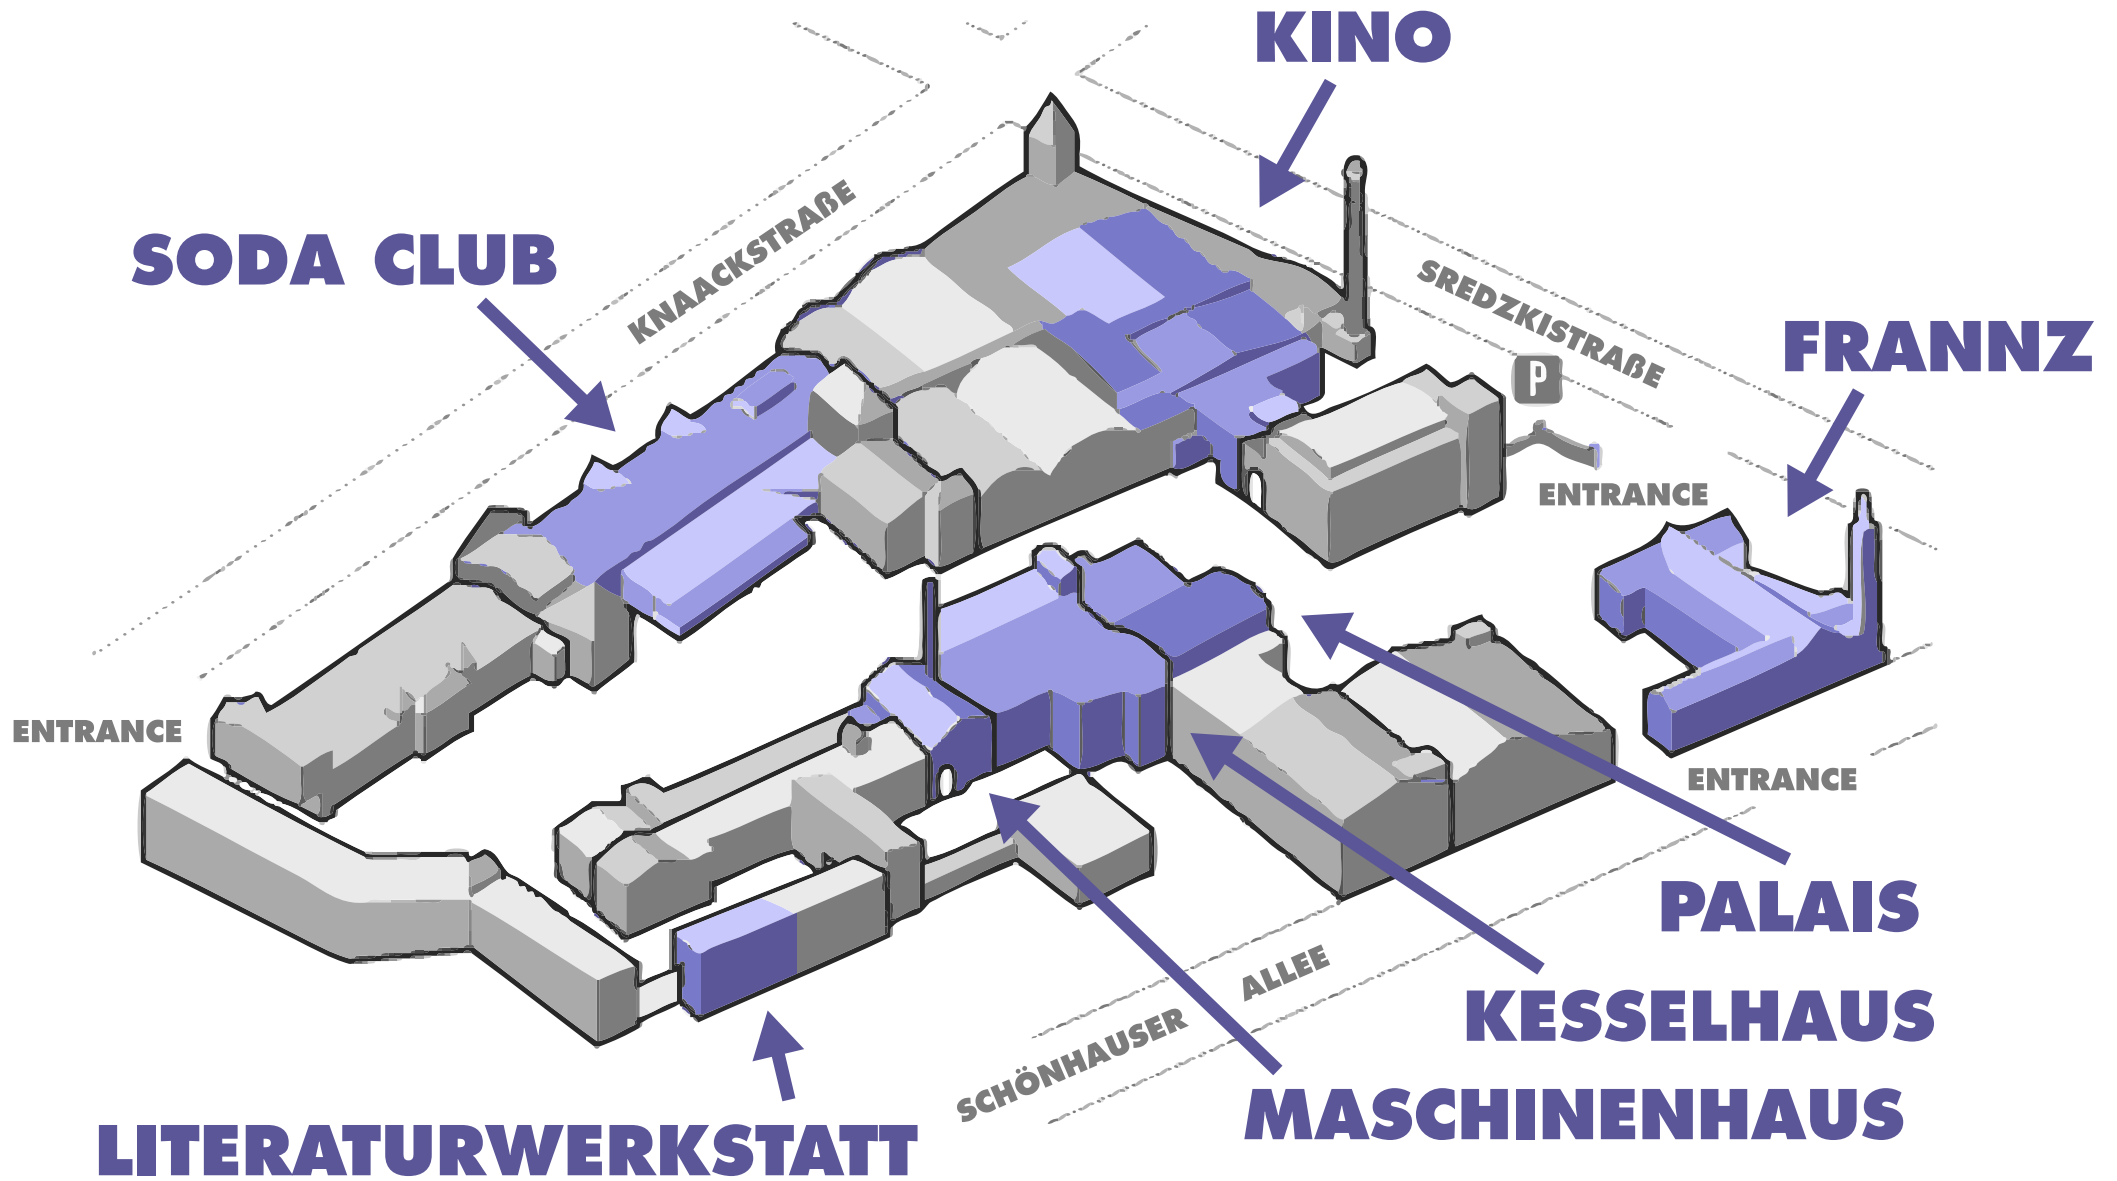 KINO
SODA CLUB
KNAACKSTRAßE
SREDZKISTRAßE
FRANNZ
P
ENTRANCE
ENTRANCE
ENTRANCE
PALAIS
ALLEE
KESSELHAUS
SCHÖNHAUSER
MASCHINENHAUS
LITERATURWERKSTATT